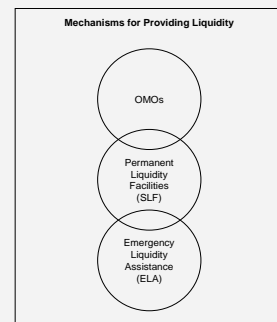 Mechanisms for Providing Liquidity
OMOs
Permanent
Liquidity
Facilities
(SLF)
Emergency
Liquidity
Assistance
(ELA)